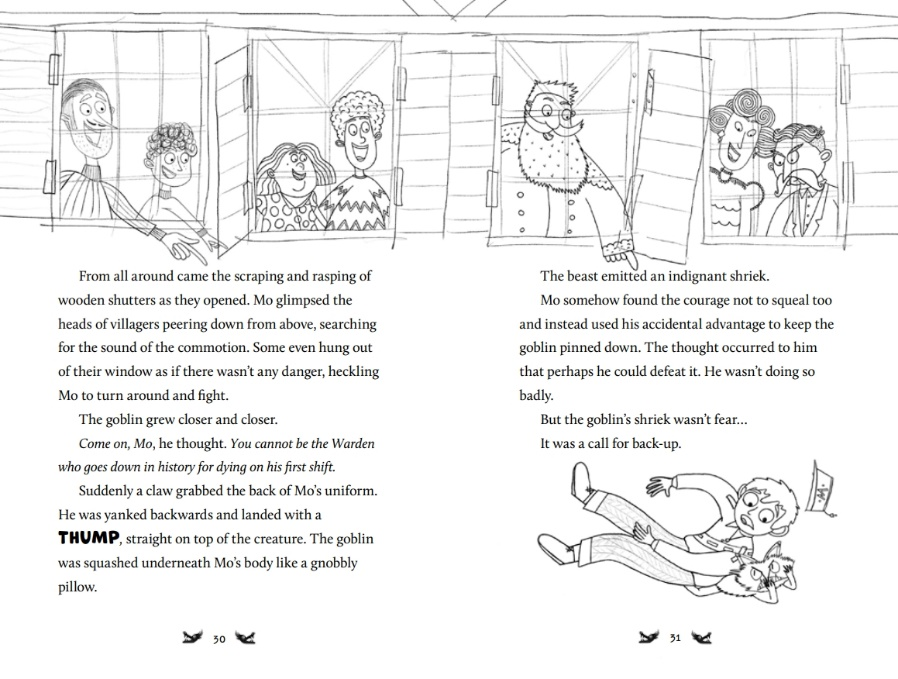 From all around came the scraping and rasping of
wooden shutters as they opened. Mo glimpsed the
heads of villagers peering down from above, searching
for the sound of the commotion. Some even hung out
of their window as if there wasn’t any danger, heckling
Mo to turn around and fight.
The goblin grew closer and closer.
Come on, Mo, he thought. You cannot be the Warden
who goes down in history for dying on his first shift.
Suddenly a claw grabbed the back of Mo’s uniform.
He was yanked backwards and landed with a
THUMP, straight on top of the creature. The goblin
was squashed underneath Mo’s body like a gnobbly
pillow.
30
The beast emitted an indignant shriek.
Mo somehow found the courage not to squeal too
and instead used his accidental advantage to keep the
goblin pinned down. The thought occurred to him
that perhaps he could defeat it. He wasn’t doing so
badly.
But the goblin’s shriek wasn’t fear…
It was a call for back-up.
31